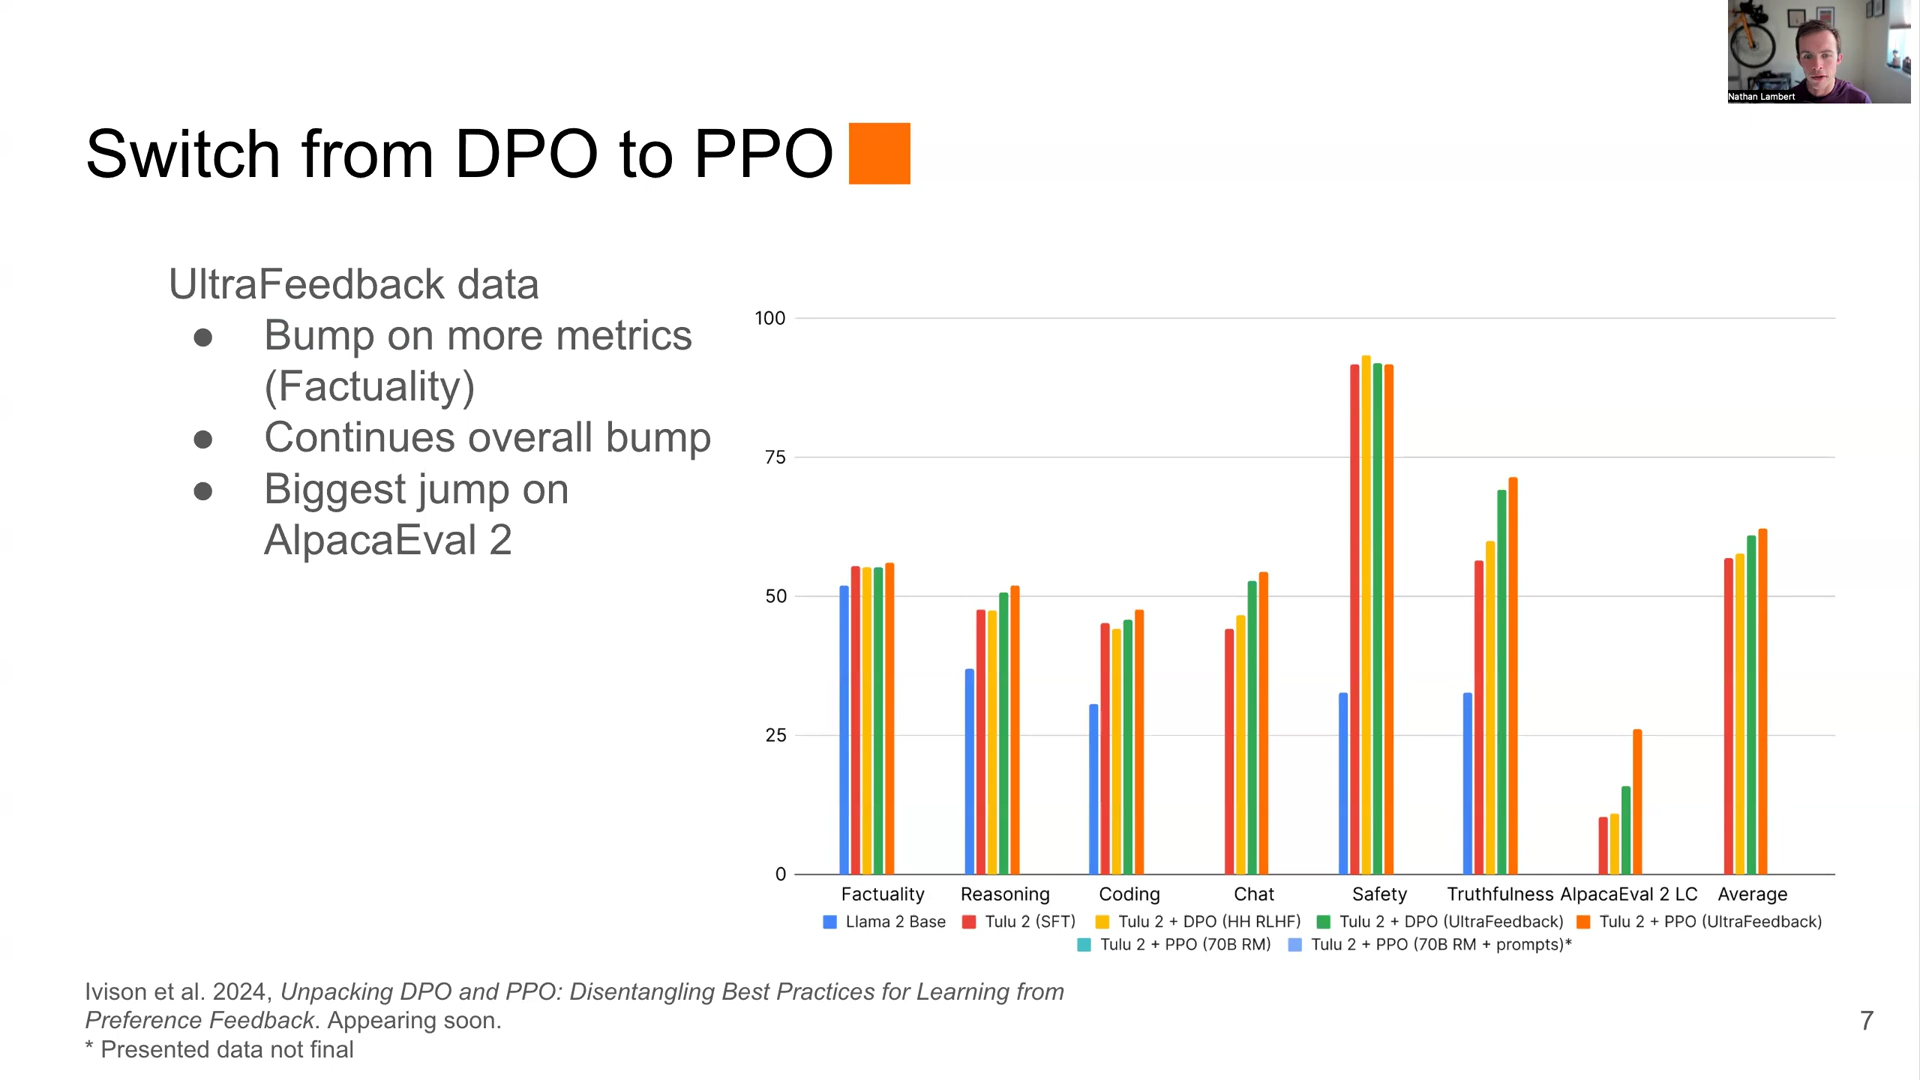 Nathan Lambert
Switch from DPO to PPO
UltraFeedback data
● Bump on more metrics
(Factuality)
● Continues overall bump
● Biggest jump on
AlpacaEval 2
100
75
50
25
0
Factuality Reasoning Coding Chat Safety Truthfulness AlpacaEval 2 LC Average
Llama 2 Base Tulu 2 (SFT) Tulu 2 + DPO (HH RLHF) Tulu 2 + DPO (UltraFeedback) Tulu 2 + PPO (UltraFeedback)
Tulu 2 + PPO (70B RM) Tulu 2 + PPO (70B RM + prompts)*
Ivison et al. 2024, Unpacking DPO and PPO: Disentangling Best Practices for Learning from
Preference Feedback. Appearing soon.
* Presented data not final
7